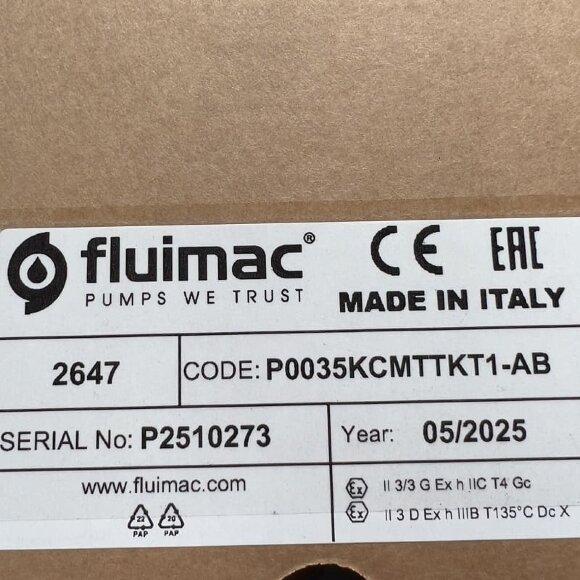 fluimac®
PUMPS WE TRUST
CE EAC
MADE IN ITALY
2647
CODE: P0035KCMTTKT1-AB
SERIAL No: P2510273
Year: 05/2025
www.fluimac.com
22 PAP
20 PAP
Ex II 3/3 G Ex h IIC T4 Gc
Ex II 3 D Ex h IIIB T135°C Dc X